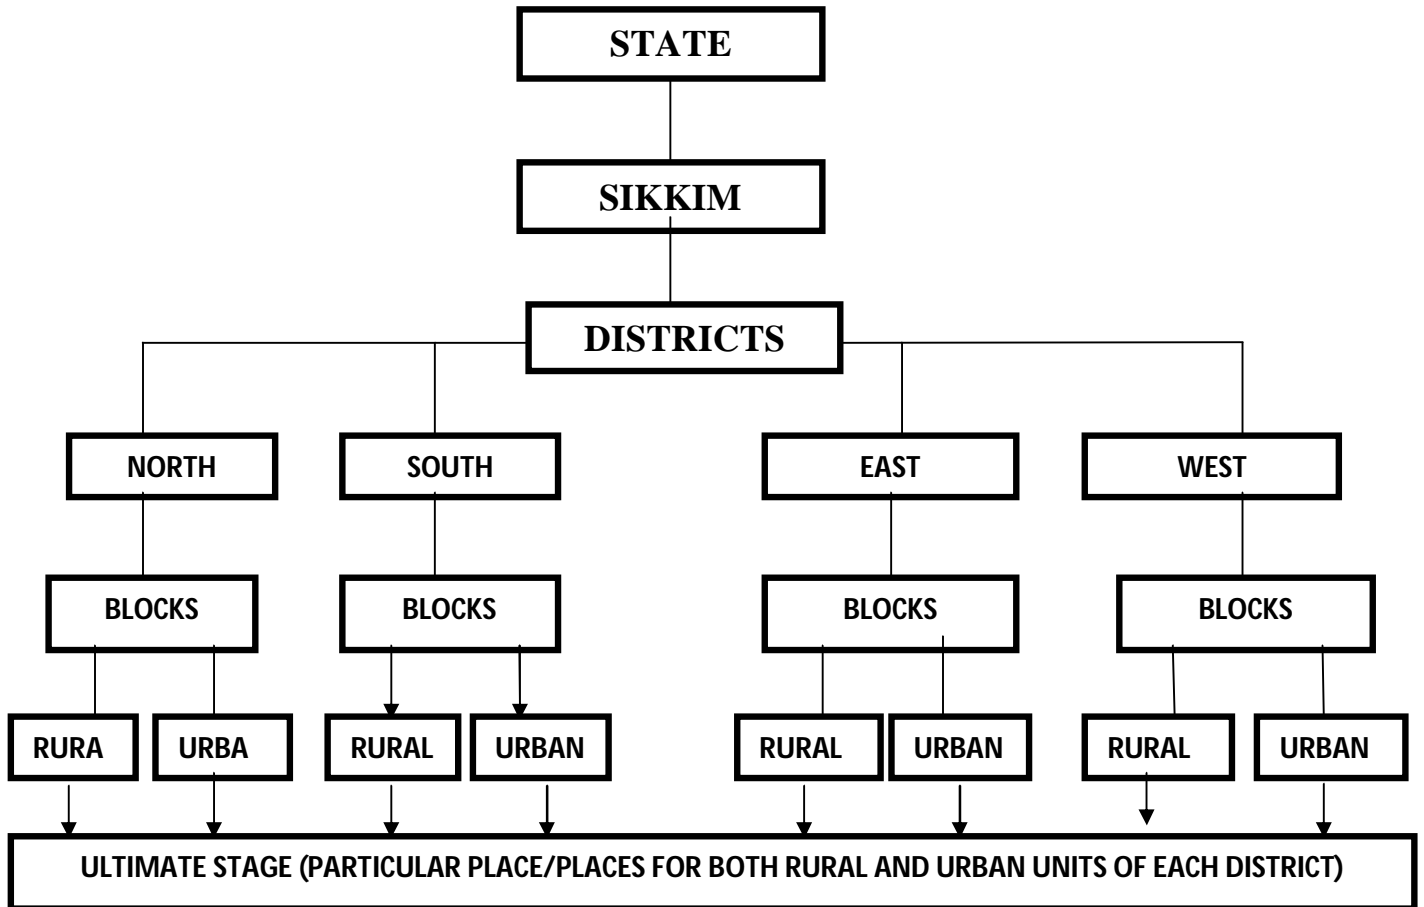 STATE
SIKKIM
DISTRICTS
NORTH
SOUTH
EAST
WEST
BLOCKS
BLOCKS
BLOCKS
BLOCKS
RURA
URBA
RURAL
URBAN
RURAL
URBAN
RURAL
URBAN
ULTIMATE STAGE (PARTICULAR PLACE/PLACES FOR BOTH RURAL AND URBAN UNITS OF EACH DISTRICT)